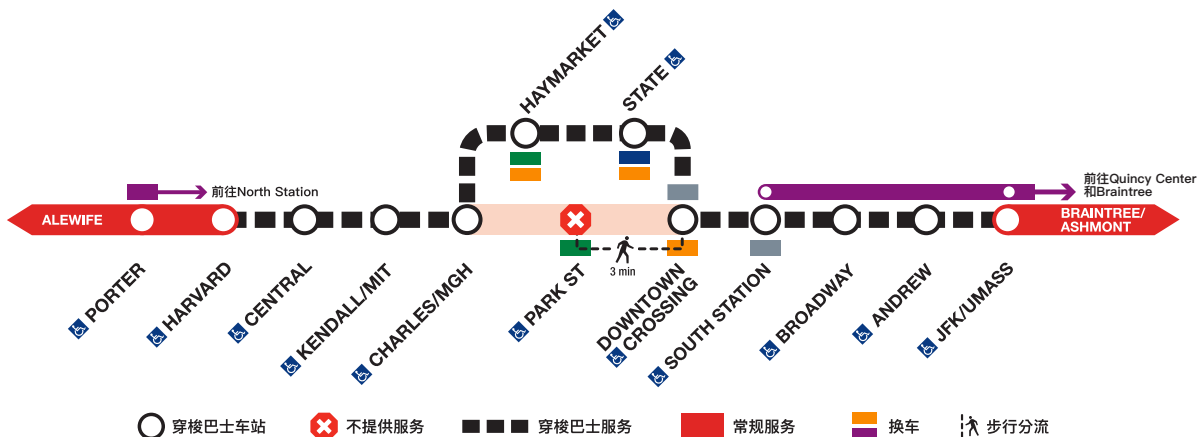 HAYMARKET
STATE
前往North Station
前往Quincy Center
和Braintree
ALEWIFE
BRAINTREE/
ASHMONT
3 min
PORTER
HARVARD
CENTRAL
KENDALL/MIT
CHARLES/MGH
PARK ST
DOWNTOWN
CROSSING
SOUTH STATION
BROADWAY
ANDREW
JFK/UMASS
穿梭巴士车站
不提供服务
穿梭巴士服务
常规服务
换车
步行分流